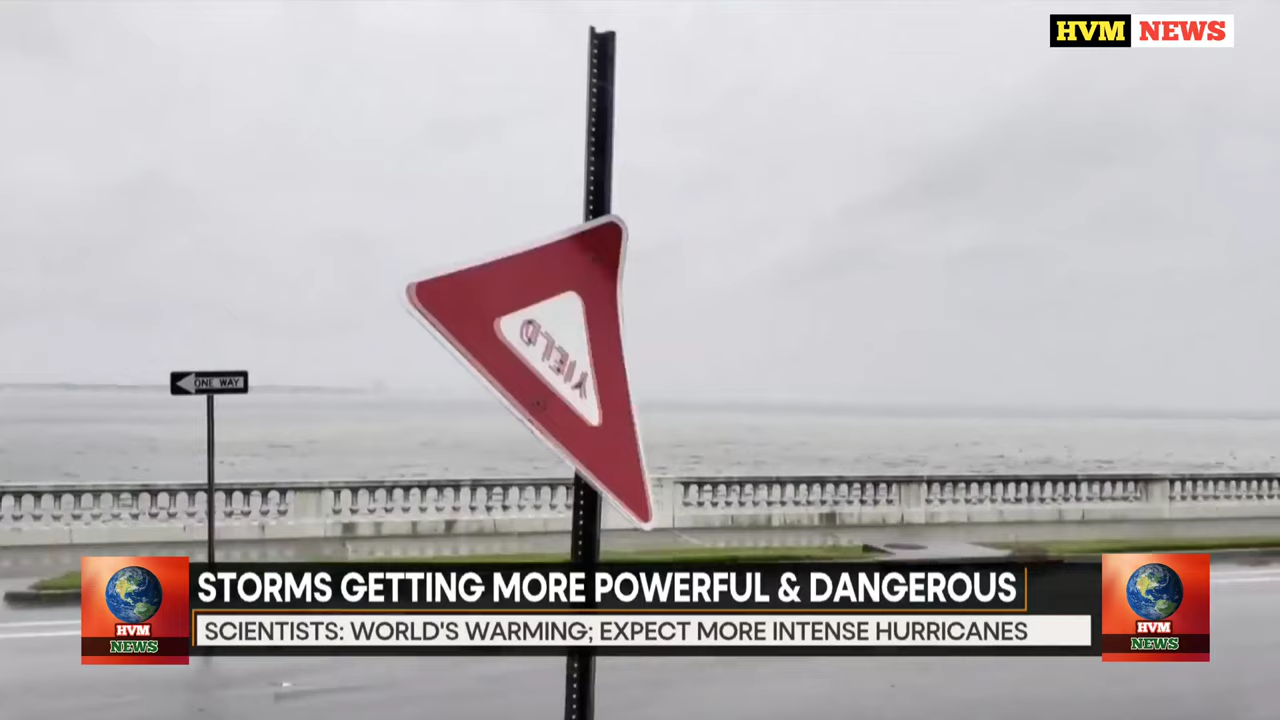 HVM NEWS
YIELD
ONE WAY
STORMS GETTING MORE POWERFUL & DANGEROUS
SCIENTISTS: WORLD'S WARMING; EXPECT MORE INTENSE HURRICANES
HVM
NEWS
HVM
NEWS